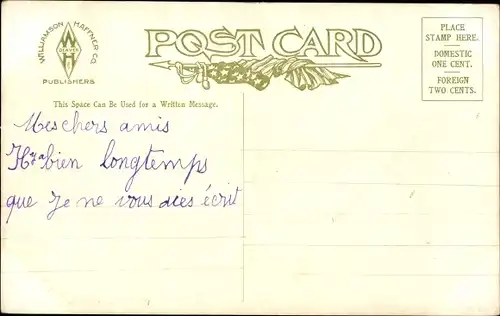 WILLIAMSON HAFFNER CO.
DENVER
PUBLISHERS
POST CARD
PLACE
STAMP HERE.
DOMESTIC
ONE CENT.
FOREIGN
TWO CENTS.
This Space Can Be Used for a Written Message.
Mes chers amis
Hya bien longtemps
que Je ne vous aies écrit